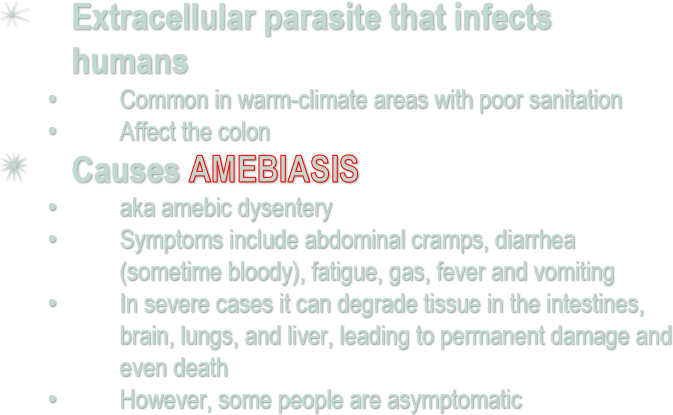 Extracellular parasite that infects
humans
• Common in warm-climate areas with poor sanitation
• Affect the colon
Causes AMEBIASIS
• aka amebic dysentery
• Symptoms include abdominal cramps, diarrhea
(sometime bloody), fatigue, gas, fever and vomiting
• In severe cases it can degrade tissue in the intestines,
brain, lungs, and liver, leading to permanent damage and
even death
• However, some people are asymptomatic